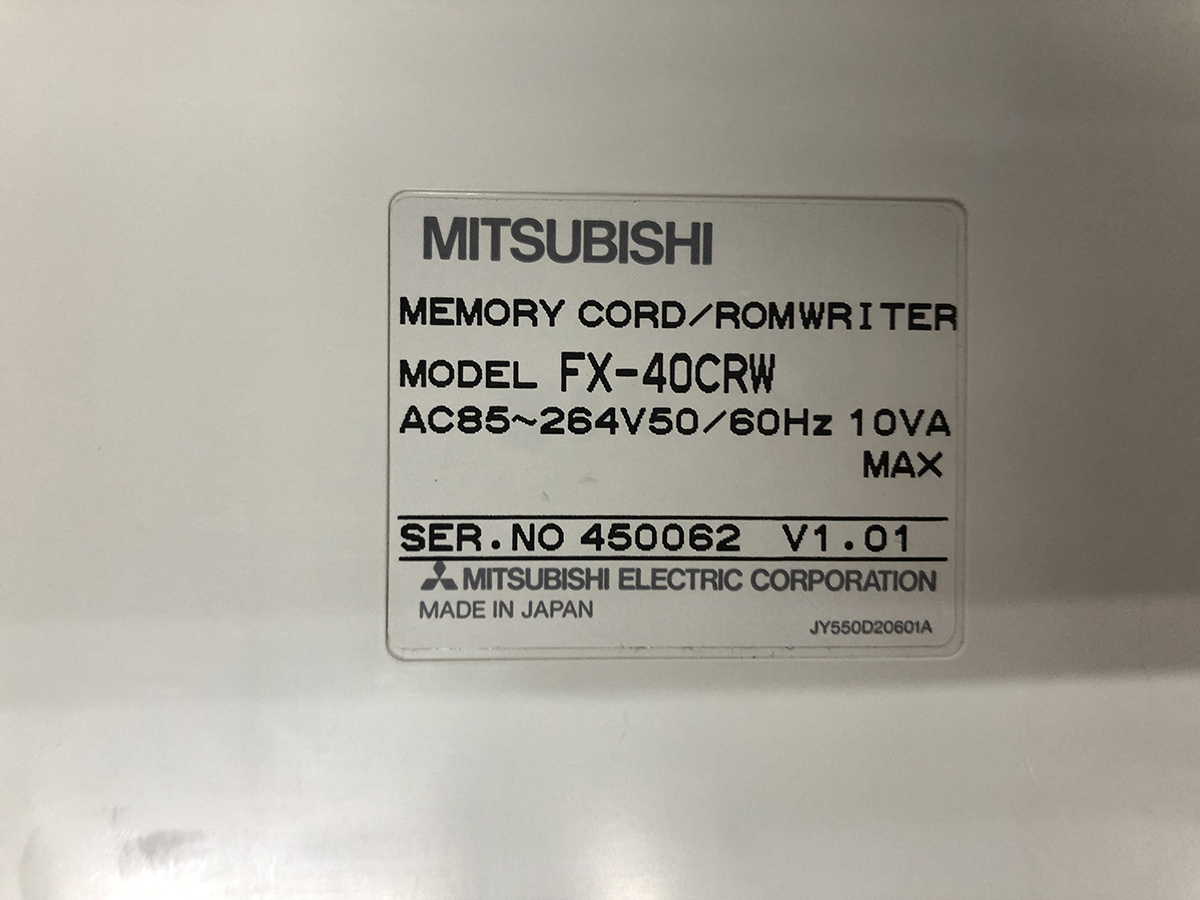 MITSUBISHI
MEMORY CORD/ROMWRITER
MODEL FX-40CRW
AC85~264V50/60Hz 10VA
MAX
SER.NO 450062 V1.01
MITSUBISHI ELECTRIC CORPORATION
MADE IN JAPAN
JY550D20601A